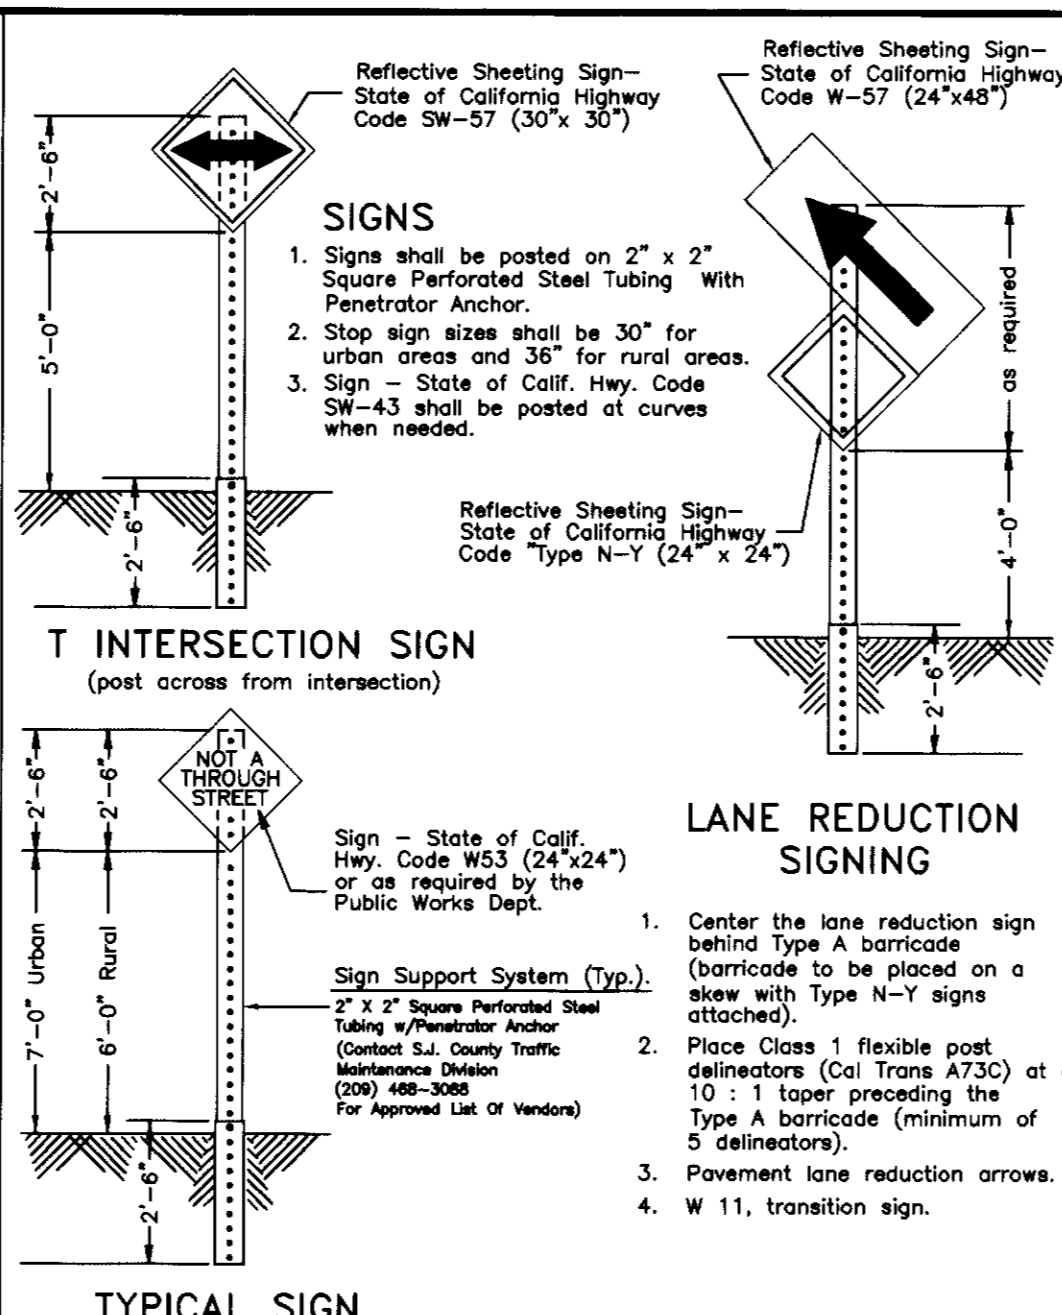 Reflective Sheeting Sign—
State of California Highway
Code SW—57 (30"x 30")
2'—6"
5'—0"
2'—6"
SIGNS
1. Signs shall be posted on 2" x 2"
Square Perforated Steel Tubing With
Penetrator Anchor.
2. Stop sign sizes shall be 30" for
urban areas and 36" for rural areas.
3. Sign — State of Calif. Hwy. Code
SW—43 shall be posted at curves
when needed.
T INTERSECTION SIGN
(post across from intersection)
Reflective Sheeting Sign—
State of California Highway
Code W—57 (24"x48")
as required
4'—0"
2'—6"
Reflective Sheeting Sign—
State of California Highway
Code "Type N—Y (24" x 24")
LANE REDUCTION
SIGNING
1. Center the lane reduction sign
behind Type A barricade
(barricade to be placed on a
skew with Type N—Y signs
attached).
2. Place Class 1 flexible post
delineators (Cal Trans A73C) at
10 : 1 taper preceding the
Type A barricade (minimum of
5 delineators).
3. Pavement lane reduction arrows.
4. W 11, transition sign.
NOT A
THROUGH
STREET
2'—6"
2'—6"
7'—0" Urban
6'—0" Rural
2'—6"
Sign — State of Calif.
Hwy. Code W53 (24"x24")
or as required by the
Public Works Dept.
Sign Support System (Typ.).
2" X 2" Square Perforated Steel
Tubing w/Penetrator Anchor
(Contact S.J. County Traffic
Maintenance Division
(209) 468—3066
For Approved List Of Vendors)
TYPICAL SIGN